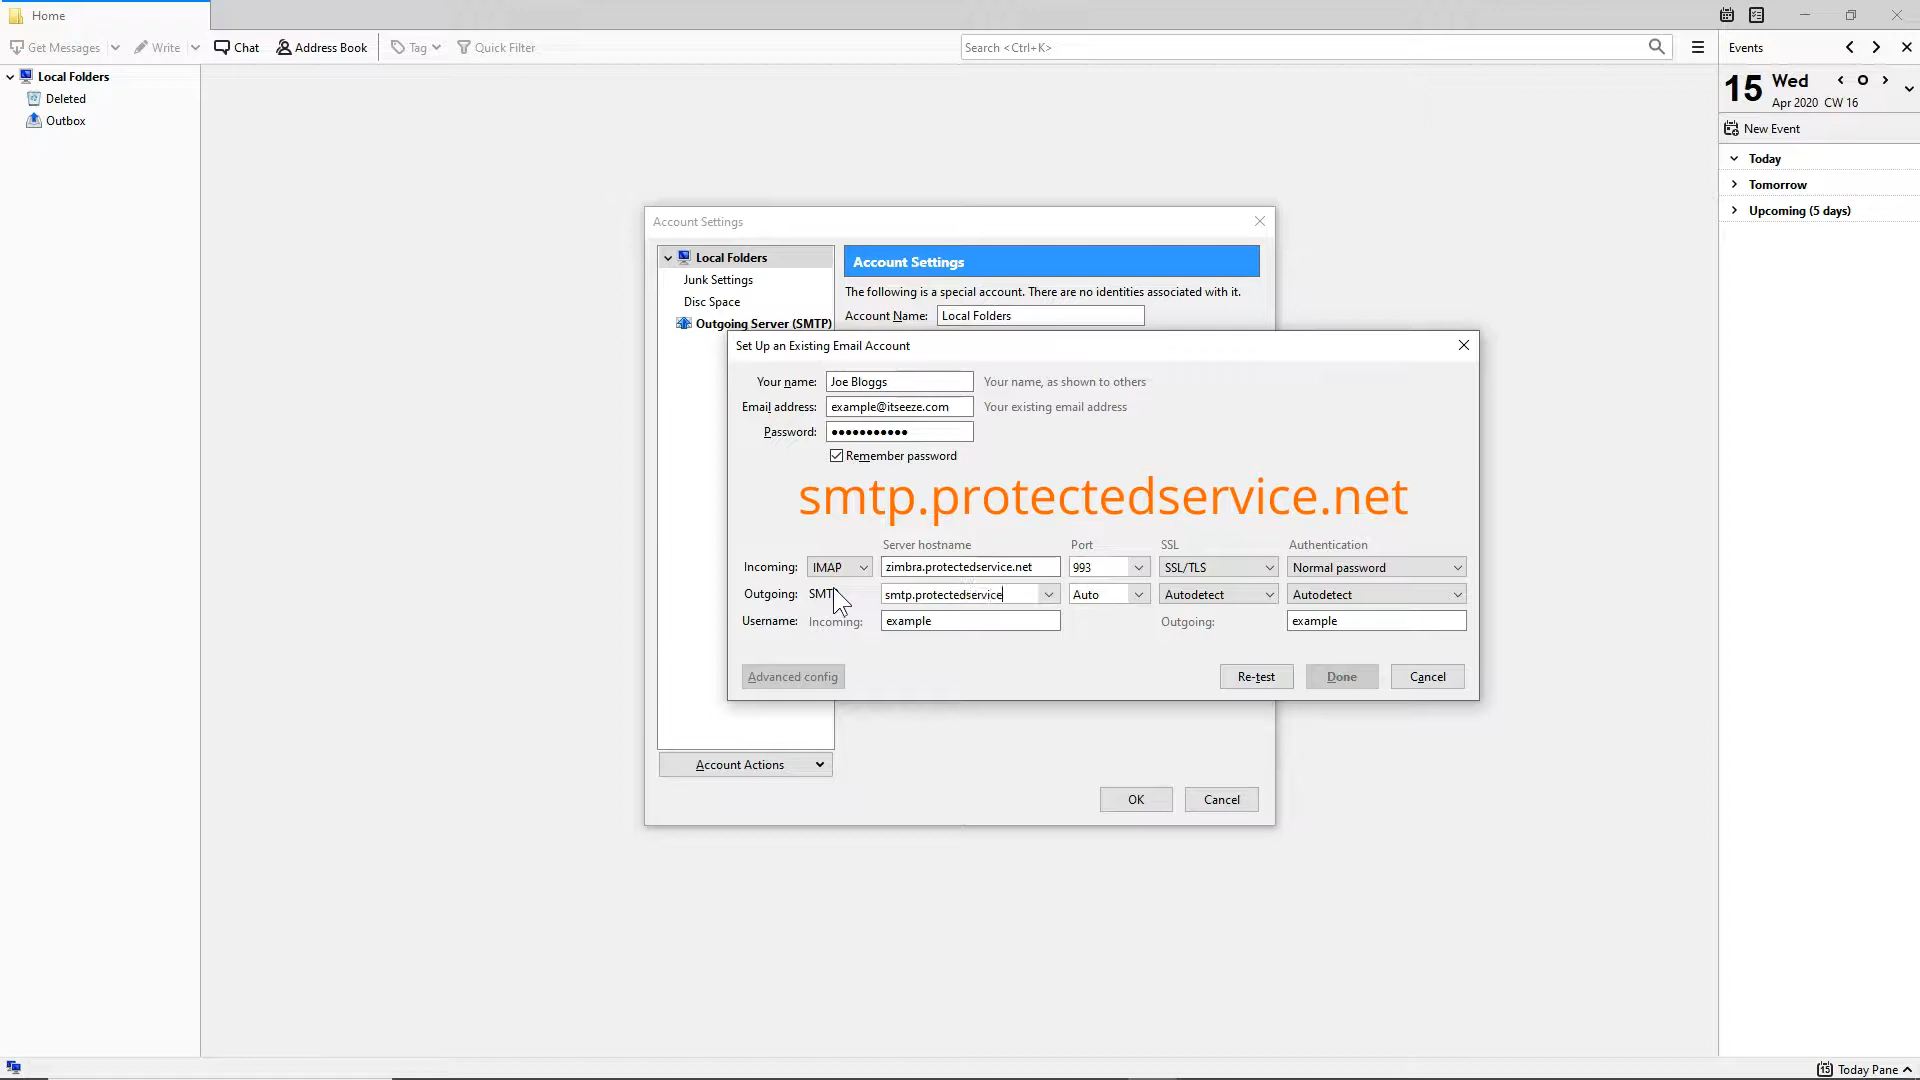 Home
Get Messages Write Chat Address Book Tag Quick Filter Search <Ctrl+K> Events
Local Folders
Deleted
Outbox
15 Wed
Apr 2020 CW 16
New Event
Today
Tomorrow
Upcoming (5 days)
Account Settings
Local Folders
Junk Settings
Disc Space
Outgoing Server (SMTP)
Account Settings
The following is a special account. There are no identities associated with it.
Account Name: Local Folders
Set Up an Existing Email Account
Your name: Joe Bloggs Your name, as shown to others
Email address: example@itseeze.com Your existing email address
Password: ●●●●●●●●●●●
Remember password
smtp.protectedservice.net
Server hostname Port SSL Authentication
Incoming: IMAP zimbra.protectedservice.net 993 SSL/TLS Normal password
Outgoing: SMT smtp.protectedservice Auto Autodetect Autodetect
Username: Incoming: example Outgoing: example
Advanced config Re-test Done Cancel
Account Actions
OK Cancel
15 Today Pane